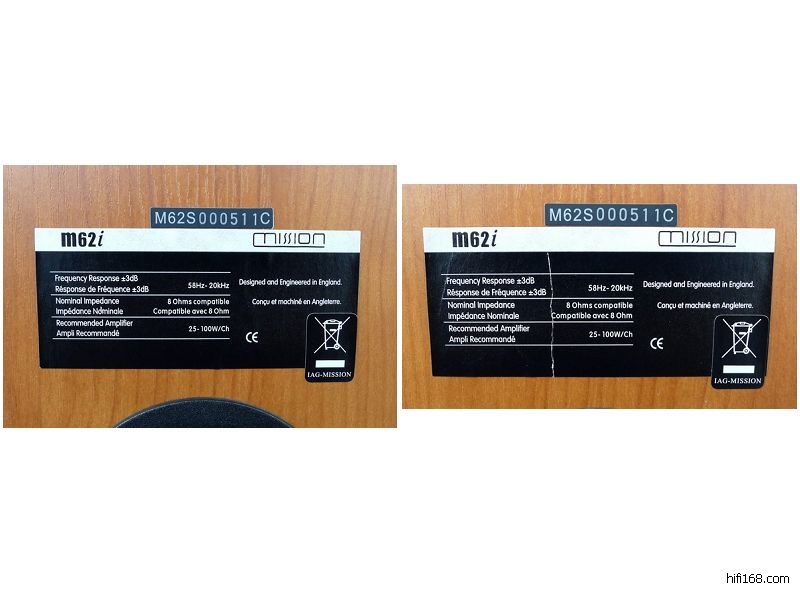 M62S000511C
m62i mission
Frequency Response ±3dB
Résponse de Fréquence ±3dB 58Hz- 20kHz
Nominal Impedance 8 Ohms compatible
Impédance Nominale Compatible avec 8 Ohm
Recommended Amplifier
Ampli Recommandé 25-100W/Ch
Designed and Engineered in England.
Conçu et machiné en Angleterre.
CE
IAG-MISSION
M62S000511C
m62i mission
Frequency Response ±3dB
Résponse de Fréquence ±3dB 58Hz- 20kHz
Nominal Impedance 8 Ohms compatible
Impédance Nominale Compatible avec 8 Ohm
Recommended Amplifier
Ampli Recommandé 25-100W/Ch
Designed and Engineered in England.
Conçu et machiné en Angleterre.
CE
IAG-MISSION
hifi168.com